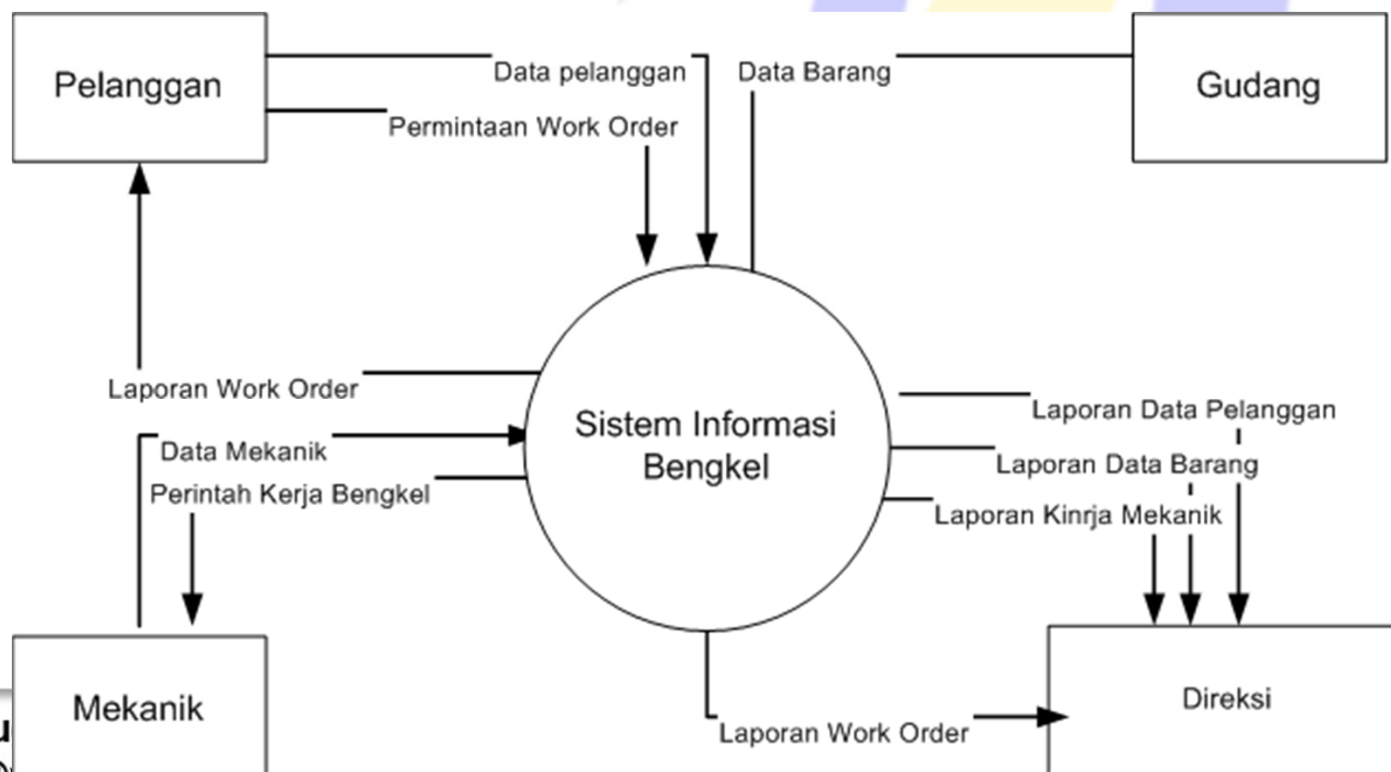 Pelanggan
Data pelanggan
Data Barang
Gudang
Permintaan Work Order
Laporan Work Order
Data Mekanik
Perintah Kerja Bengkel
Sistem Informasi
Bengkel
Laporan Data Pelanggan
Laporan Data Barang
Laporan Kinrja Mekanik
Mekanik
Direksi
Laporan Work Order